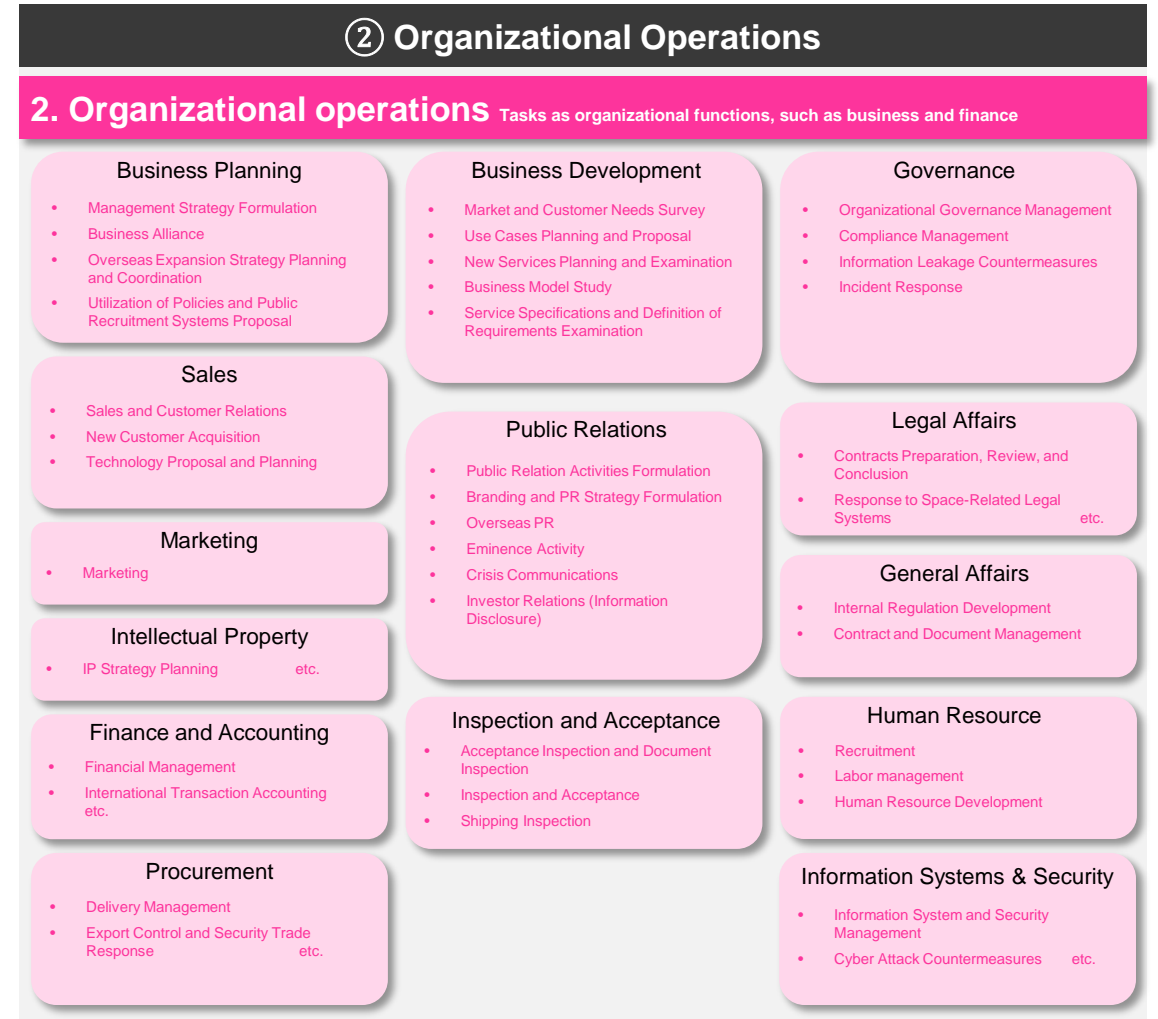 ② Organizational Operations
2. Organizational operations Tasks as organizational functions, such as business and finance
Business Planning
• Management Strategy Formulation
• Business Alliance
• Overseas Expansion Strategy Planning
and Coordination
• Utilization of Policies and Public
Recruitment Systems Proposal
Sales
• Sales and Customer Relations
• New Customer Acquisition
• Technology Proposal and Planning
Marketing
• Marketing
Intellectual Property
• IP Strategy Planning etc.
Finance and Accounting
• Financial Management
• International Transaction Accounting
etc.
Procurement
• Delivery Management
• Export Control and Security Trade
Response etc.
Business Development
• Market and Customer Needs Survey
• Use Cases Planning and Proposal
• New Services Planning and Examination
• Business Model Study
• Service Specifications and Definition of
Requirements Examination
Public Relations
• Public Relation Activities Formulation
• Branding and PR Strategy Formulation
• Overseas PR
• Eminence Activity
• Crisis Communications
• Investor Relations (Information
Disclosure)
Inspection and Acceptance
• Acceptance Inspection and Document
Inspection
• Inspection and Acceptance
• Shipping Inspection
Governance
• Organizational Governance Management
• Compliance Management
• Information Leakage Countermeasures
• Incident Response
Legal Affairs
• Contracts Preparation, Review, and
Conclusion
• Response to Space-Related Legal
Systems etc.
General Affairs
• Internal Regulation Development
• Contract and Document Management
Human Resource
• Recruitment
• Labor management
• Human Resource Development
Information Systems & Security
• Information System and Security
Management
• Cyber Attack Countermeasures etc.